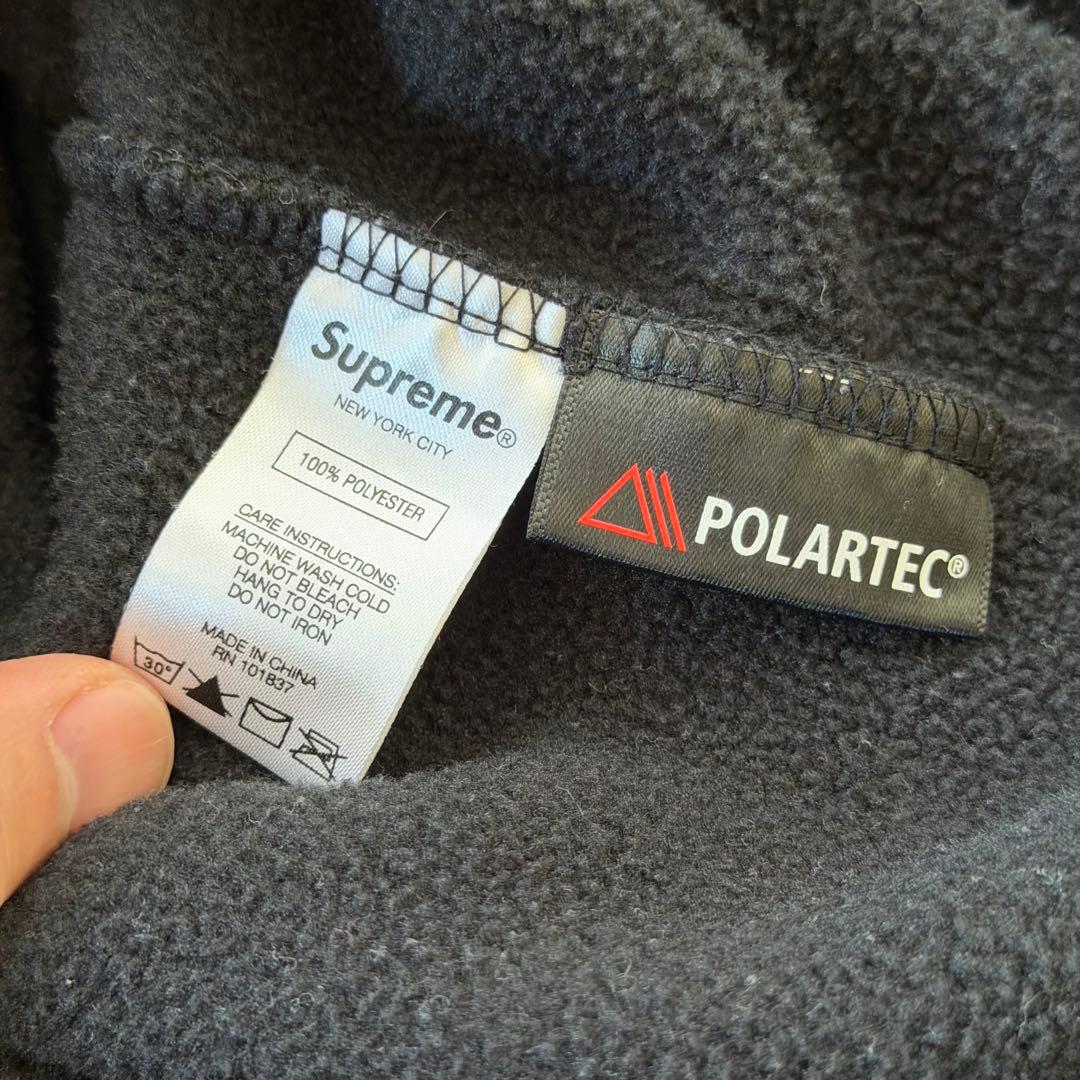 Supreme®
NEW YORK CITY
100% POLYESTER
CARE INSTRUCTIONS:
MACHINE WASH COLD
DO NOT BLEACH
HANG TO DRY
DO NOT IRON
MADE IN CHINA
RN 101837
30°
POLARTEC®